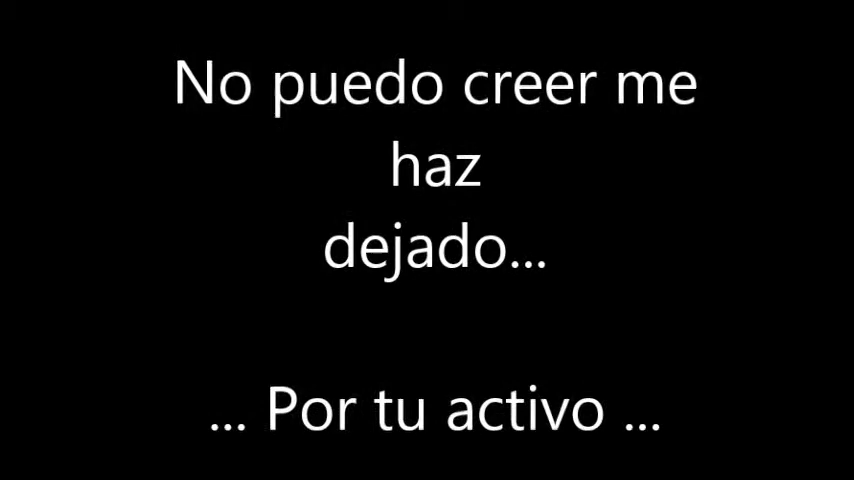 No puedo creer me
haz
dejado...
... Por tu activo ...